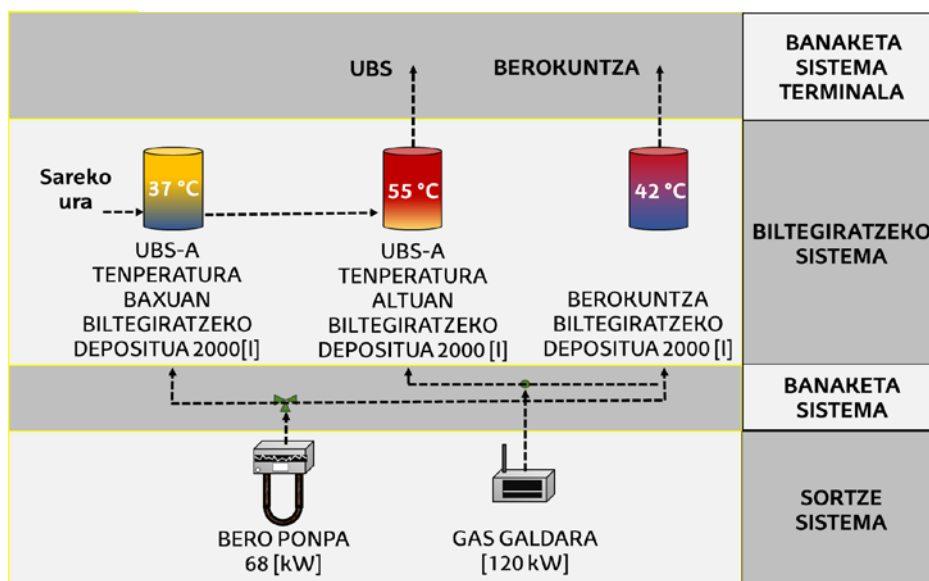 UBS
BEROKUNTZA
BANAKETA
SISTEMA
TERMINALA
Sareko
ura
37 °C
55 °C
42 °C
UBS-A
TENPERATURA
BAXUAN
BILTEGIRATZEKO
DEPOSITUA 2000[l]
UBS-A
TENPERATURA
ALTUAN
BILTEGIRATZEKO
DEPOSITUA 2000 [l]
BEROKUNTZA
BILTEGIRATZEKO
DEPOSITUA 2000 [l]
BILTEGIRATZEKO
SISTEMA
BANAKETA
SISTEMA
BERO PONPA
68 [kW]
GAS GALDARA
[120 kW]
SORTZE
SISTEMA